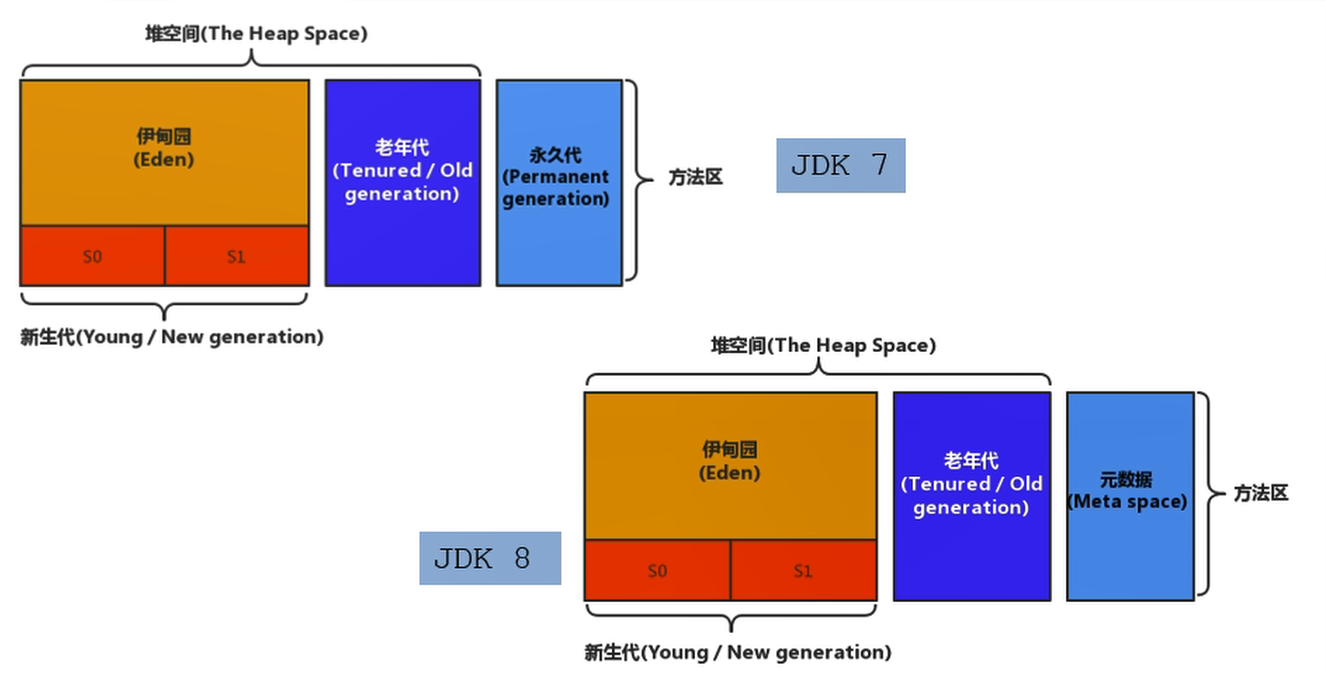 堆空间(The Heap Space)
伊甸园
(Eden)
S0
S1
老年代
(Tenured / Old
generation)
永久代
(Permanent
generation)
方法区
JDK 7
新生代(Young / New generation)
堆空间(The Heap Space)
伊甸园
(Eden)
S0
S1
老年代
(Tenured / Old
generation)
元数据
(Meta space)
方法区
JDK 8
新生代(Young / New generation)